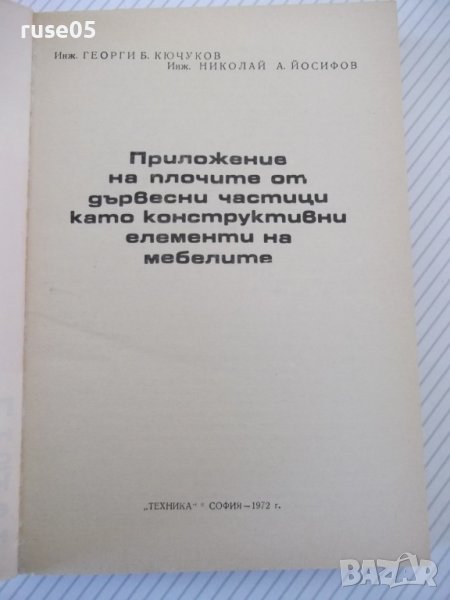 ruse05
Инж. ГЕОРГИ Б. КЮЧУКОВ
Инж. НИКОЛАЙ А. ЙОСИФОВ
Приложение
на плочите от
дървесни частици
като конструктивни
елементи на
мебелите
„ТЕХНИКА“ * СОФИЯ — 1972 г.
BAZAR